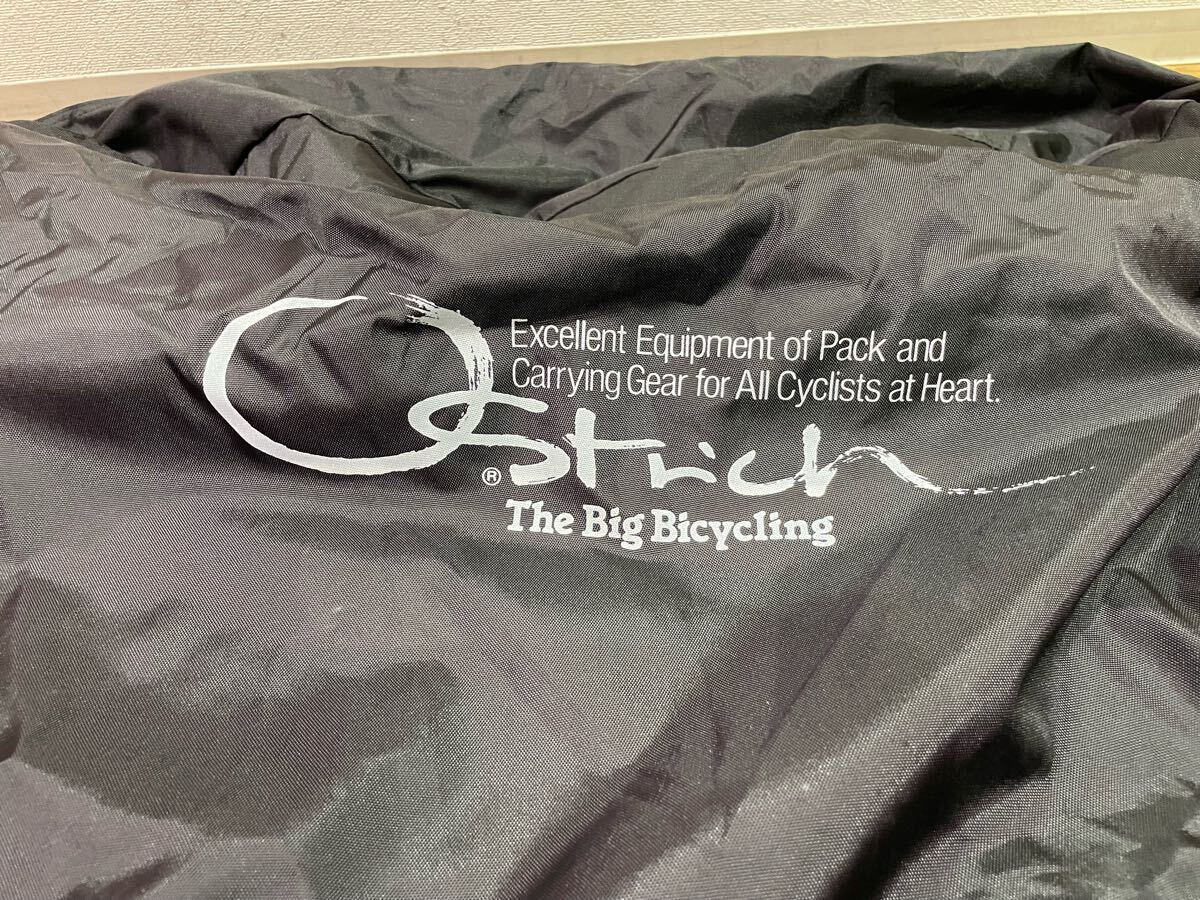 Excellent Equipment of Pack and
Carrying Gear for All Cyclists at Heart.
Ostrich
®
The Big Bicycling